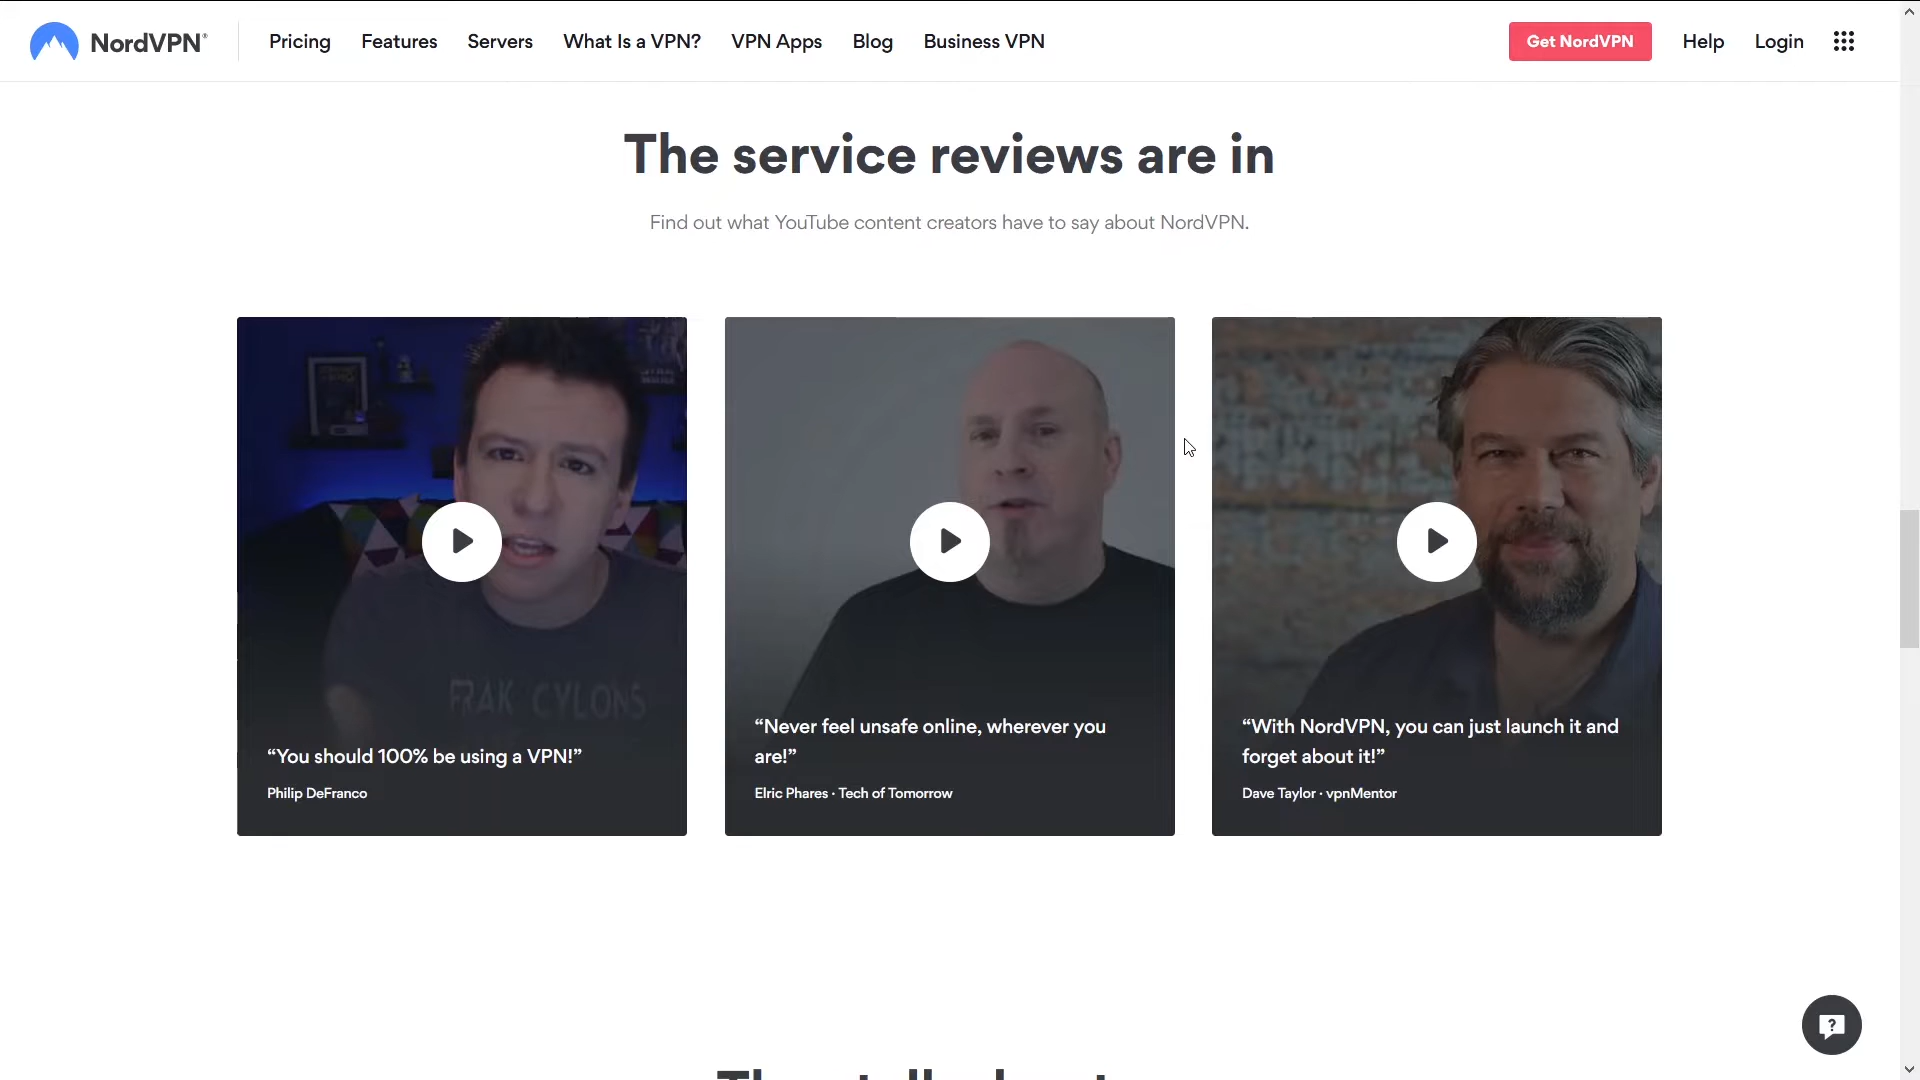 NordVPN®
Pricing
Features
Servers
What Is a VPN?
VPN Apps
Blog
Business VPN
Get NordVPN
Help
Login
The service reviews are in
Find out what YouTube content creators have to say about NordVPN.
FRAK CYLONS
“You should 100% be using a VPN!”
Philip DeFranco
“Never feel unsafe online, wherever you
are!”
Elric Phares · Tech of Tomorrow
“With NordVPN, you can just launch it and
forget about it!”
Dave Taylor · vpnMentor